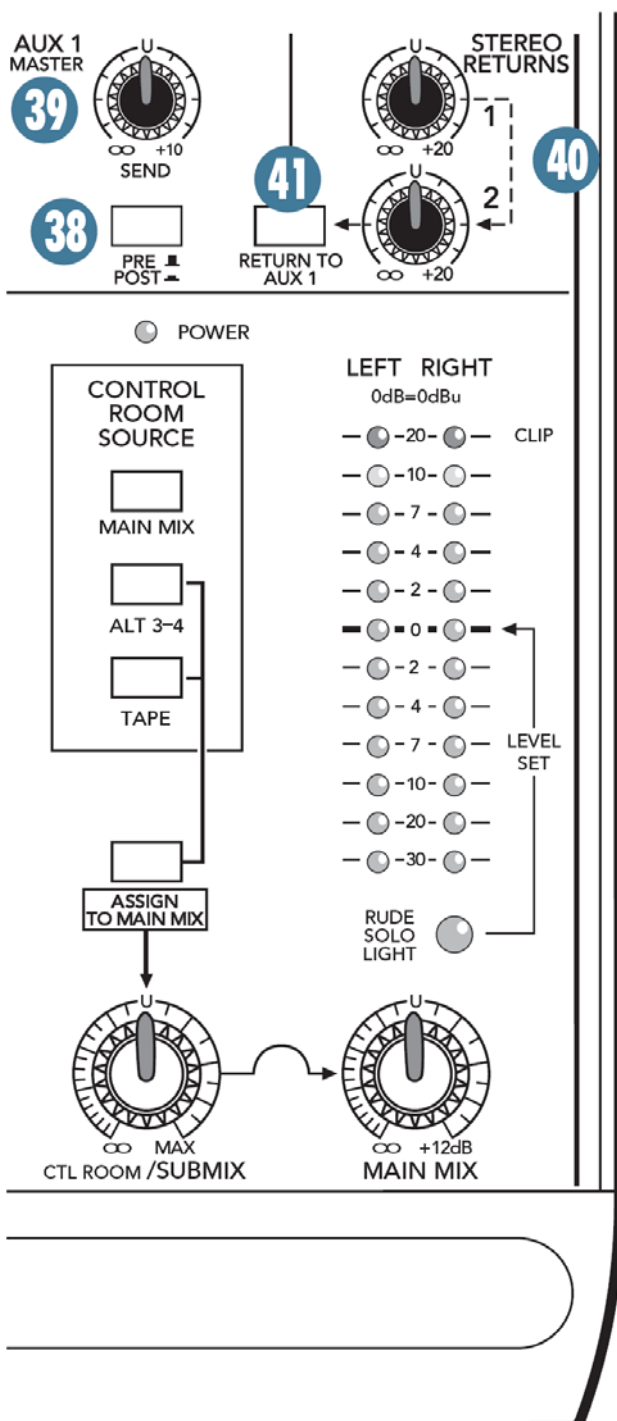 AUX 1
MASTER
39
U
∞ +10
SEND
38
PRE
POST
41
RETURN TO
AUX 1
U
STEREO
RETURNS
1
∞ +20
40
U
2
∞ +20
POWER
CONTROL
ROOM
SOURCE
MAIN MIX
ALT 3–4
TAPE
ASSIGN
TO MAIN MIX
LEFT RIGHT
0dB=0dBu
20 CLIP
10
7
4
2
0
2
4
7
10
20
30
LEVEL
SET
RUDE
SOLO
LIGHT
U
∞ MAX
CTL ROOM /SUBMIX
U
∞ +12dB
MAIN MIX